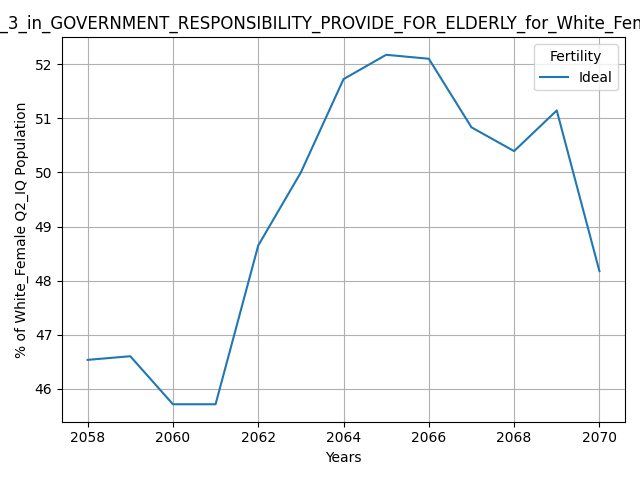 _3_in_GOVERNMENT_RESPONSIBILITY_PROVIDE_FOR_ELDERLY_for_White_Fem
Fertility
Ideal
52
51
50
49
48
47
46
% of White_Female Q2_IQ Population
2058 2060 2062 2064 2066 2068 2070
Years